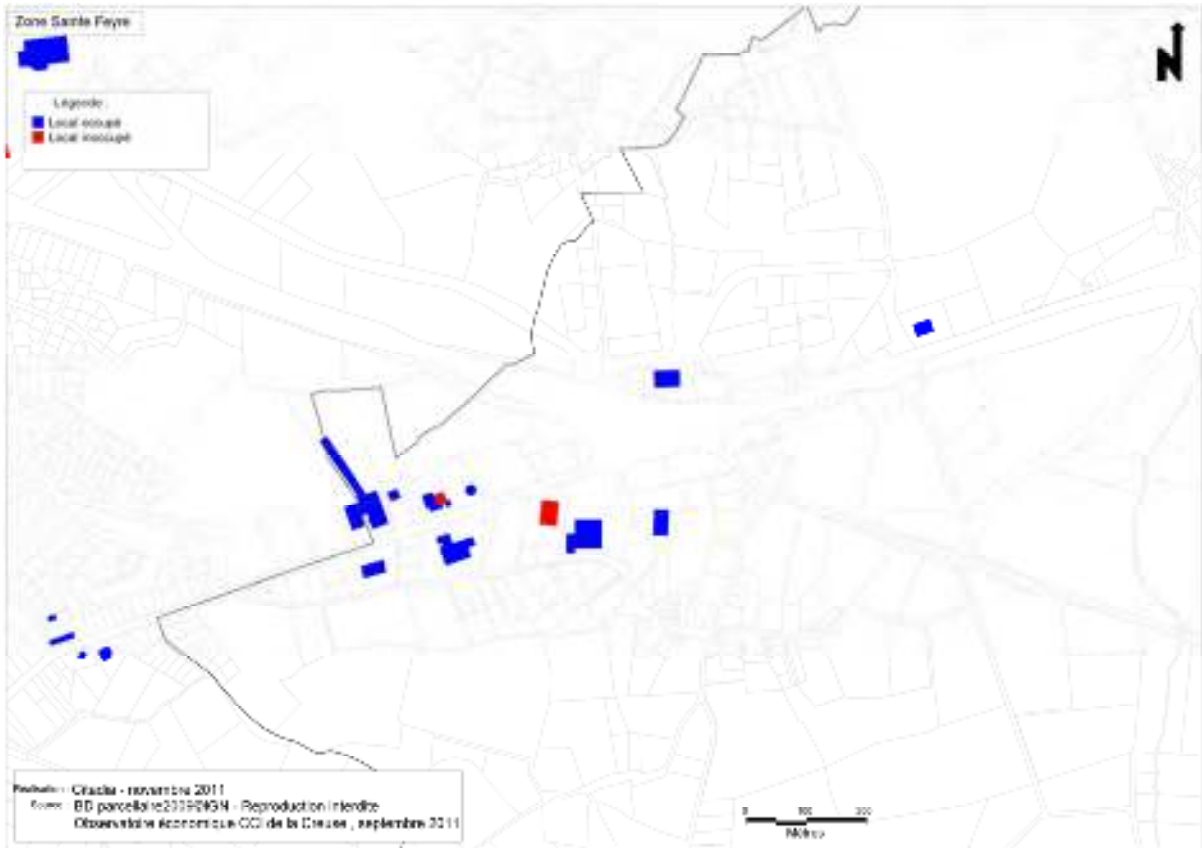 Zone Sainte Feyre
N
Légende :
Local occupé
Local inoccupé
Réalisation : Citadia - novembre 2011
Source : BD parcellaire2009©IGN - Reproduction Interdite
Observatoire économique CCI de la Creuse , septembre 2011
0 100 200
Mètres